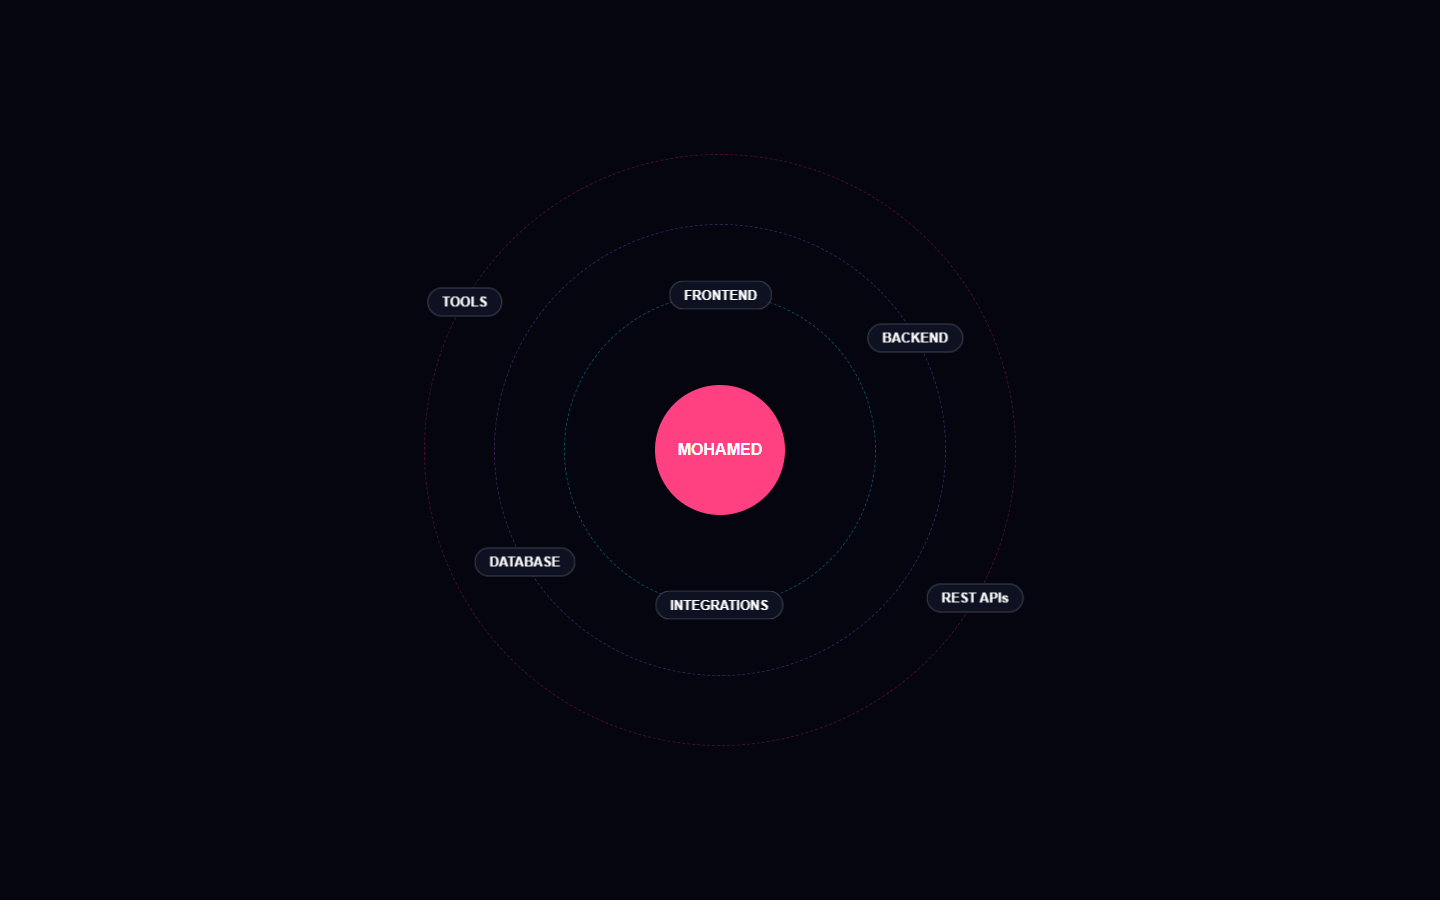 FRONTEND
TOOLS
BACKEND
MOHAMED
DATABASE
REST APIs
INTEGRATIONS